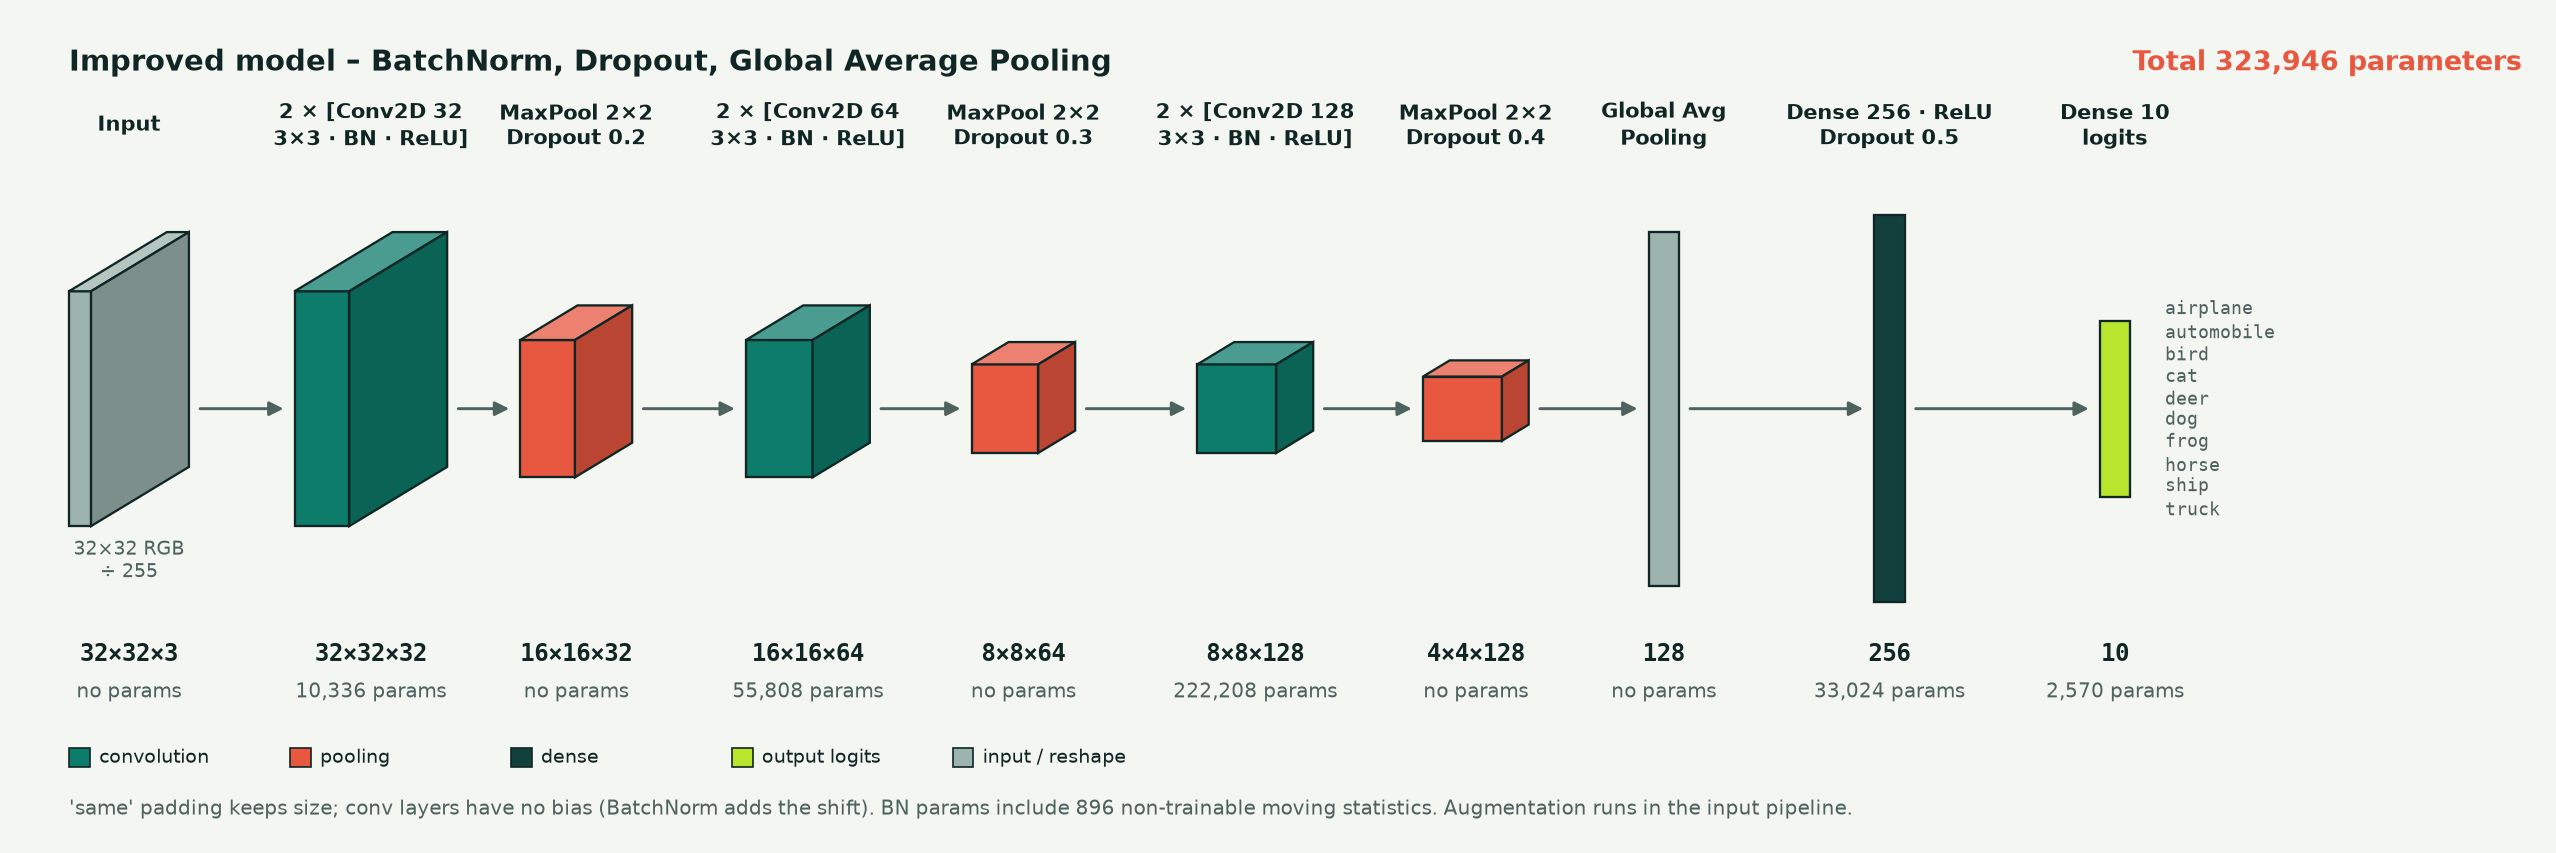 Improved model – BatchNorm, Dropout, Global Average Pooling
Total 323,946 parameters
Input
2 × [Conv2D 32
3×3 · BN · ReLU]
MaxPool 2×2
Dropout 0.2
2 × [Conv2D 64
3×3 · BN · ReLU]
MaxPool 2×2
Dropout 0.3
2 × [Conv2D 128
3×3 · BN · ReLU]
MaxPool 2×2
Dropout 0.4
Global Avg
Pooling
Dense 256 · ReLU
Dropout 0.5
Dense 10
logits
airplane
automobile
bird
cat
deer
dog
frog
horse
ship
truck
32×32 RGB
÷ 255
32×32×3
32×32×32
16×16×32
16×16×64
8×8×64
8×8×128
4×4×128
128
256
10
no params
10,336 params
no params
55,808 params
no params
222,208 params
no params
no params
33,024 params
2,570 params
convolution
pooling
dense
output logits
input / reshape
'same' padding keeps size; conv layers have no bias (BatchNorm adds the shift). BN params include 896 non-trainable moving statistics. Augmentation runs in the input pipeline.